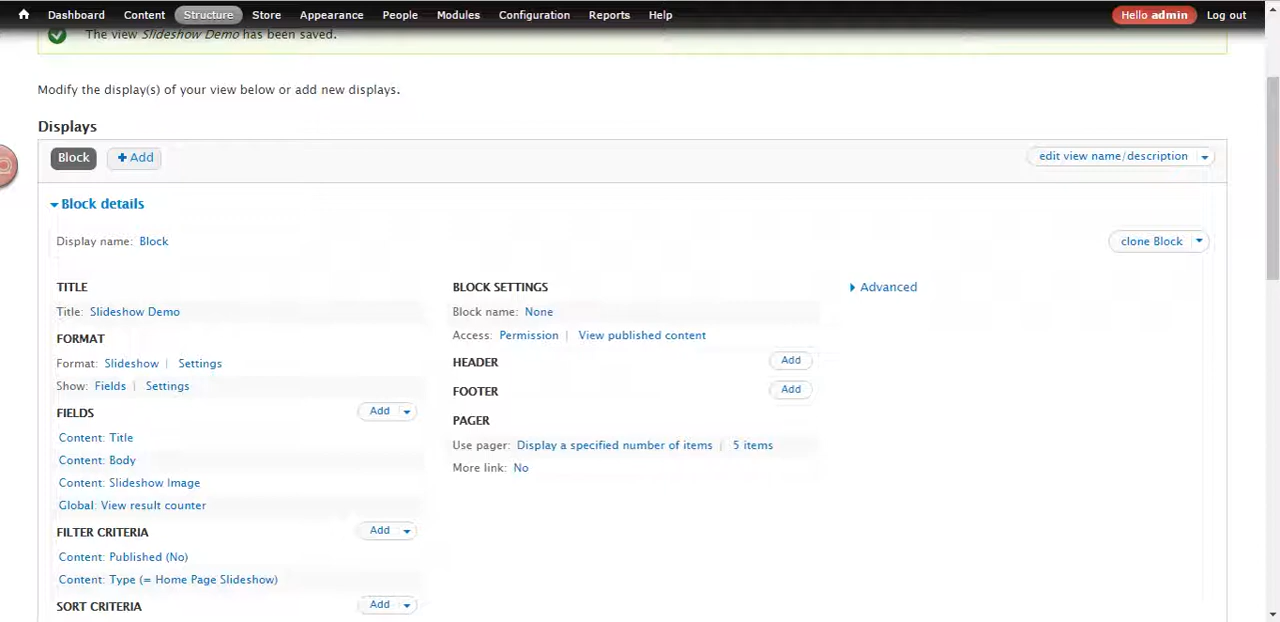 Dashboard Content Structure Store Appearance People Modules Configuration Reports Help Hello admin Log out
The view Slideshow Demo has been saved.
Modify the display(s) of your view below or add new displays.
Displays
Block + Add edit view name/description
Block details
Display name: Block clone Block
TITLE
Title: Slideshow Demo
FORMAT
Format: Slideshow | Settings
Show: Fields | Settings
FIELDS Add
Content: Title
Content: Body
Content: Slideshow Image
Global: View result counter
FILTER CRITERIA Add
Content: Published (No)
Content: Type (= Home Page Slideshow)
SORT CRITERIA Add
BLOCK SETTINGS
Block name: None
Access: Permission | View published content
HEADER Add
FOOTER Add
PAGER
Use pager: Display a specified number of items | 5 items
More link: No
Advanced